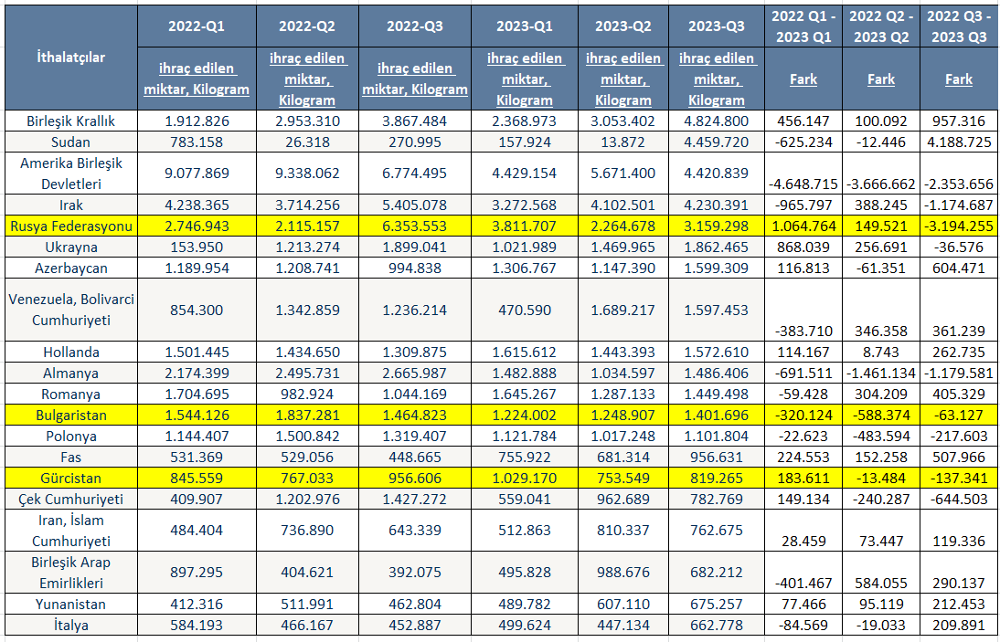 İthalatçılar 2022-Q1 2022-Q2 2022-Q3 2023-Q1 2023-Q2 2023-Q3 2022 Q1 - 2023 Q1 2022 Q2 - 2023 Q2 2022 Q3 - 2023 Q3
ihraç edilen miktar, Kilogram ihraç edilen miktar, Kilogram ihraç edilen miktar, Kilogram ihraç edilen miktar, Kilogram ihraç edilen miktar, Kilogram ihraç edilen miktar, Kilogram Fark Fark Fark
Birleşik Krallık 1.912.826 2.953.310 3.867.484 2.368.973 3.053.402 4.824.800 456.147 100.092 957.316
Sudan 783.158 26.318 270.995 157.924 13.872 4.459.720 -625.234 -12.446 4.188.725
Amerika Birleşik Devletleri 9.077.869 9.338.062 6.774.495 4.429.154 5.671.400 4.420.839 -4.648.715 -3.666.662 -2.353.656
Irak 4.238.365 3.714.256 5.405.078 3.272.568 4.102.501 4.230.391 -965.797 388.245 -1.174.687
Rusya Federasyonu 2.746.943 2.115.157 6.353.553 3.811.707 2.264.678 3.159.298 1.064.764 149.521 -3.194.255
Ukrayna 153.950 1.213.274 1.899.041 1.021.989 1.469.965 1.862.465 868.039 256.691 -36.576
Azerbaycan 1.189.954 1.208.741 994.838 1.306.767 1.147.390 1.599.309 116.813 -61.351 604.471
Venezuela, Bolivarci Cumhuriyeti 854.300 1.342.859 1.236.214 470.590 1.689.217 1.597.453 -383.710 346.358 361.239
Hollanda 1.501.445 1.434.650 1.309.875 1.615.612 1.443.393 1.572.610 114.167 8.743 262.735
Almanya 2.174.399 2.495.731 2.665.987 1.482.888 1.034.597 1.486.406 -691.511 -1.461.134 -1.179.581
Romanya 1.704.695 982.924 1.044.169 1.645.267 1.287.133 1.449.498 -59.428 304.209 405.329
Bulgaristan 1.544.126 1.837.281 1.464.823 1.224.002 1.248.907 1.401.696 -320.124 -588.374 -63.127
Polonya 1.144.407 1.500.842 1.319.407 1.121.784 1.017.248 1.101.804 -22.623 -483.594 -217.603
Fas 531.369 529.056 448.665 755.922 681.314 956.631 224.553 152.258 507.966
Gürcistan 845.559 767.033 956.606 1.029.170 753.549 819.265 183.611 -13.484 -137.341
Çek Cumhuriyeti 409.907 1.202.976 1.427.272 559.041 962.689 782.769 149.134 -240.287 -644.503
Iran, İslam Cumhuriyeti 484.404 736.890 643.339 512.863 810.337 762.675 28.459 73.447 119.336
Birleşik Arap Emirlikleri 897.295 404.621 392.075 495.828 988.676 682.212 -401.467 584.055 290.137
Yunanistan 412.316 511.991 462.804 489.782 607.110 675.257 77.466 95.119 212.453
İtalya 584.193 466.167 452.887 499.624 447.134 662.778 -84.569 -19.033 209.891